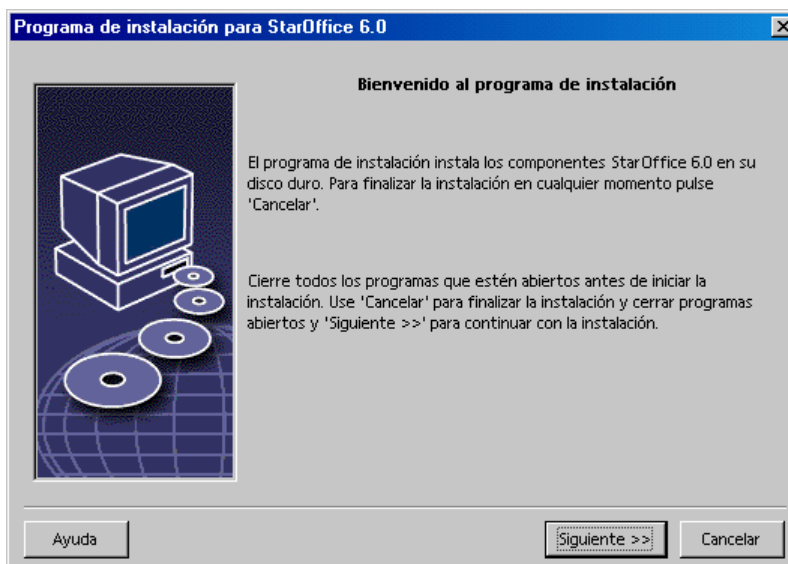 Programa de instalación para StarOffice 6.0
Bienvenido al programa de instalación
El programa de instalación instala los componentes StarOffice 6.0 en su
disco duro. Para finalizar la instalación en cualquier momento pulse
'Cancelar'.
Cierre todos los programas que estén abiertos antes de iniciar la
instalación. Use 'Cancelar' para finalizar la instalación y cerrar programas
abiertos y 'Siguiente >>' para continuar con la instalación.
Ayuda
Siguiente >>
Cancelar